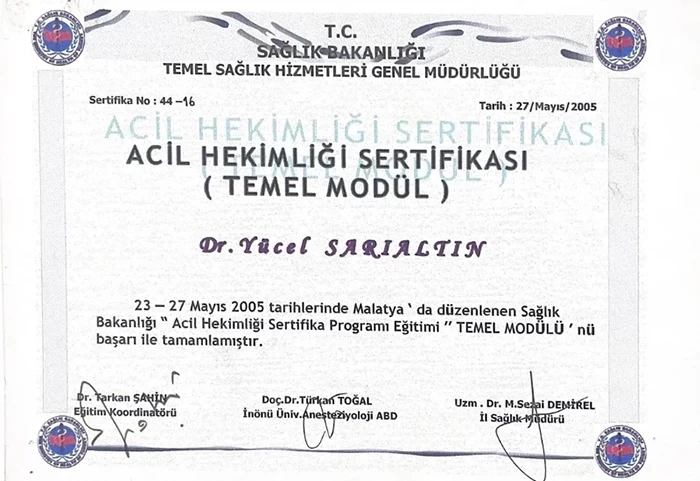 T.C.
SAĞLIK BAKANLIĞI
TEMEL SAĞLIK HİZMETLERİ GENEL MÜDÜRLÜĞÜ
Sertifika No : 44 -16
Tarih : 27/Mayıs/2005
ACİL HEKİMLİĞİ SERTİFİKASI
( TEMEL MODÜL )
ACİL HEKİMLİĞİ SERTİFİKASI
( TEMEL MODÜL )
Dr. Yücel SARIALTIN
23 – 27 Mayıs 2005 tarihlerinde Malatya ‘ da düzenlenen Sağlık
Bakanlığı “ Acil Hekimliği Sertifika Programı Eğitimi ” TEMEL MODÜLÜ ’ nü
başarı ile tamamlamıştır.
Dr. Tarkan ŞAHİN
Eğitim Koordinatörü
Doç.Dr.Türkan TOĞAL
İnönü Üniv.Anesteziyoloji ABD
Uzm . Dr. M.Sezai DEMİREL
İl Sağlık Müdürü